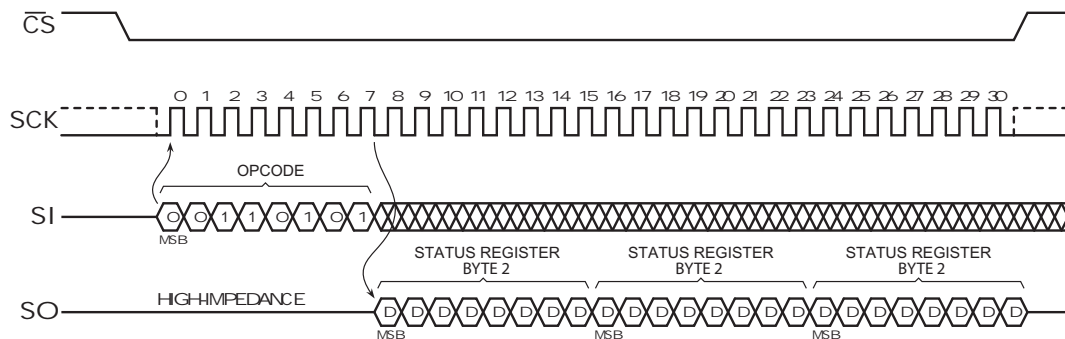 CS
SCK
0 1 2 3 4 5 6 7 8 9 10 11 12 13 14 15 16 17 18 19 20 21 22 23 24 25 26 27 28 29 30
OPCODE
SI
0 0 1 1 0 1 0 1
MSB
STATUS REGISTER
BYTE 2
STATUS REGISTER
BYTE 2
STATUS REGISTER
BYTE 2
SO
HIGH-IMPEDANCE
D D D D D D D D D D D D D D D D D D D D D D D D
MSB MSB MSB